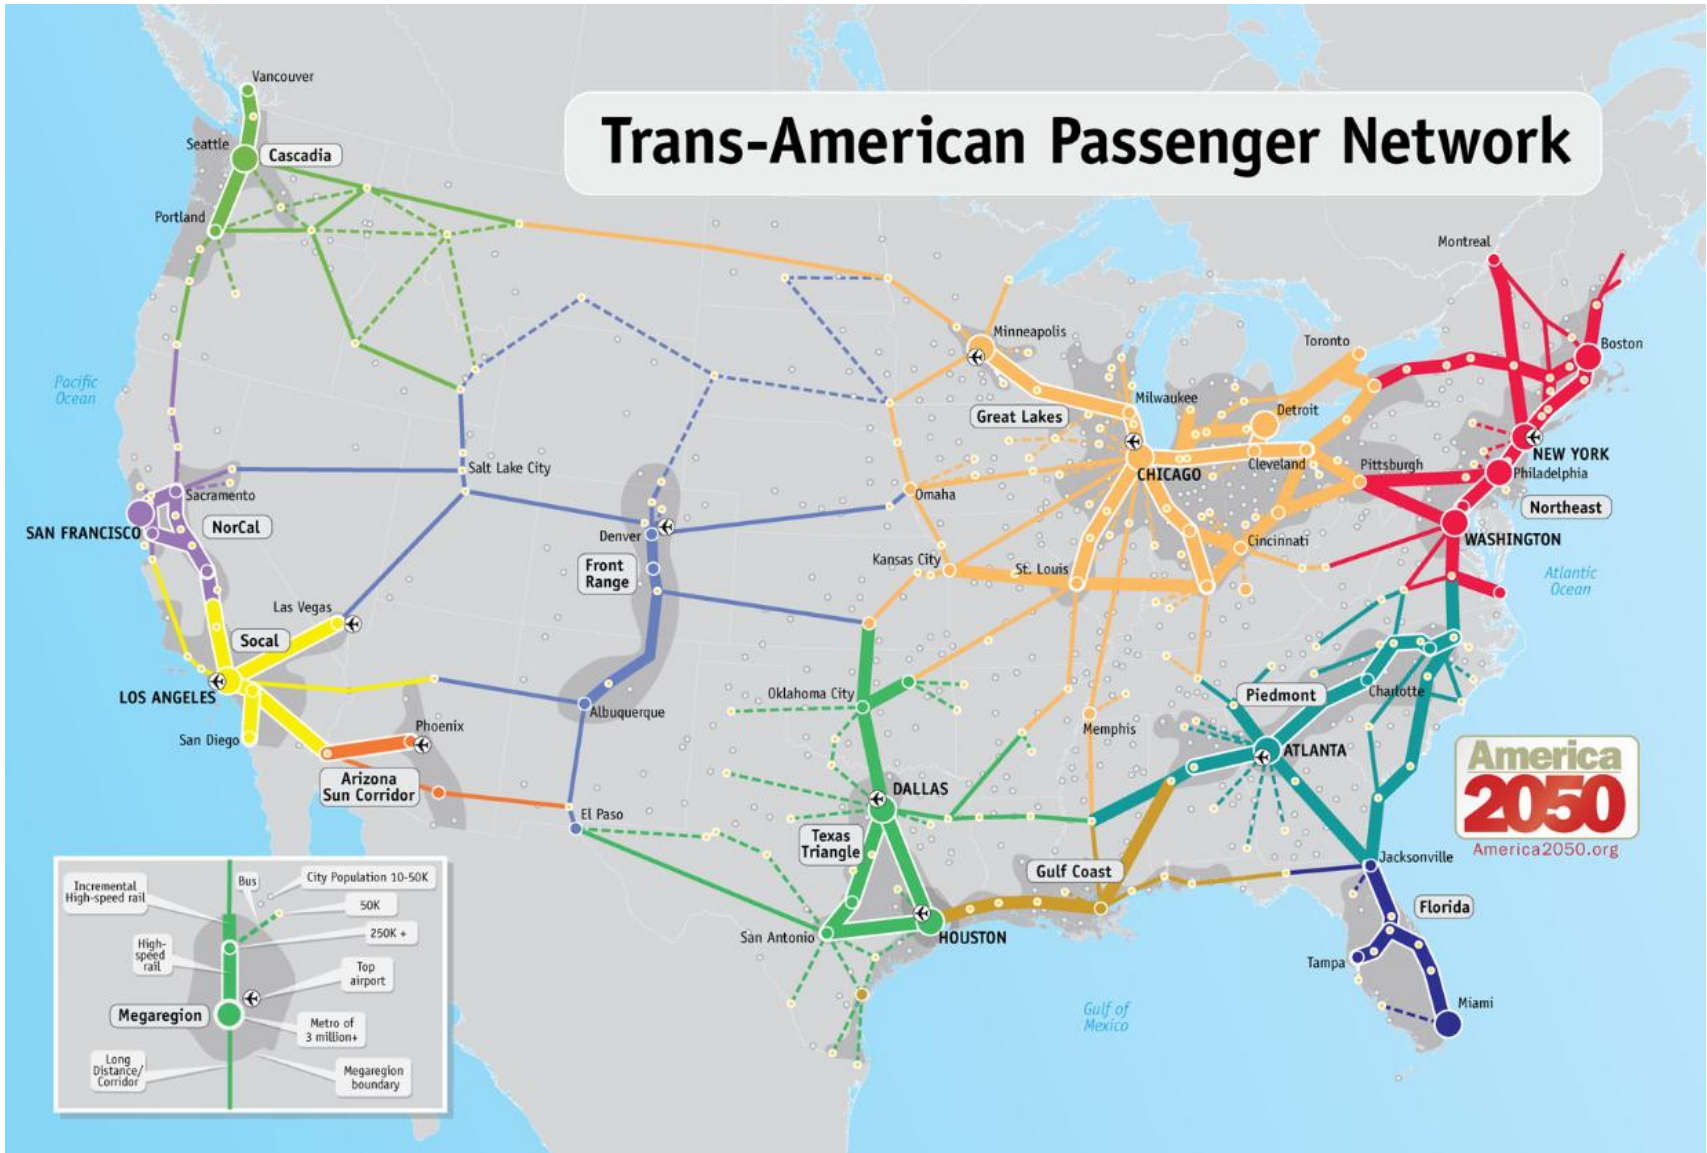 Trans-American Passenger Network
Vancouver
Seattle
Cascadia
Portland
Pacific
Ocean
Montreal
Minneapolis
Toronto
Boston
Milwaukee
Great Lakes
Detroit
CHICAGO
Cleveland
Pittsburgh
NEW YORK
Philadelphia
Northeast
WASHINGTON
Atlantic
Ocean
Salt Lake City
Sacramento
NorCal
SAN FRANCISCO
Omaha
Denver
Front
Range
Kansas City
St. Louis
Cincinnati
Las Vegas
Socal
LOS ANGELES
San Diego
Phoenix
Arizona
Sun Corridor
Albuquerque
El Paso
Oklahoma City
Memphis
Piedmont
Charlotte
ATLANTA
DALLAS
Texas
Triangle
Gulf Coast
San Antonio
HOUSTON
Jacksonville
Florida
Tampa
Miami
Gulf of
Mexico
America
2050
America2050.org
Incremental
High-speed rail
Bus
City Population 10-50K
50K
250K +
High-
speed
rail
Top
airport
Megaregion
Metro of
3 million+
Long
Distance/
Corridor
Megaregion
boundary